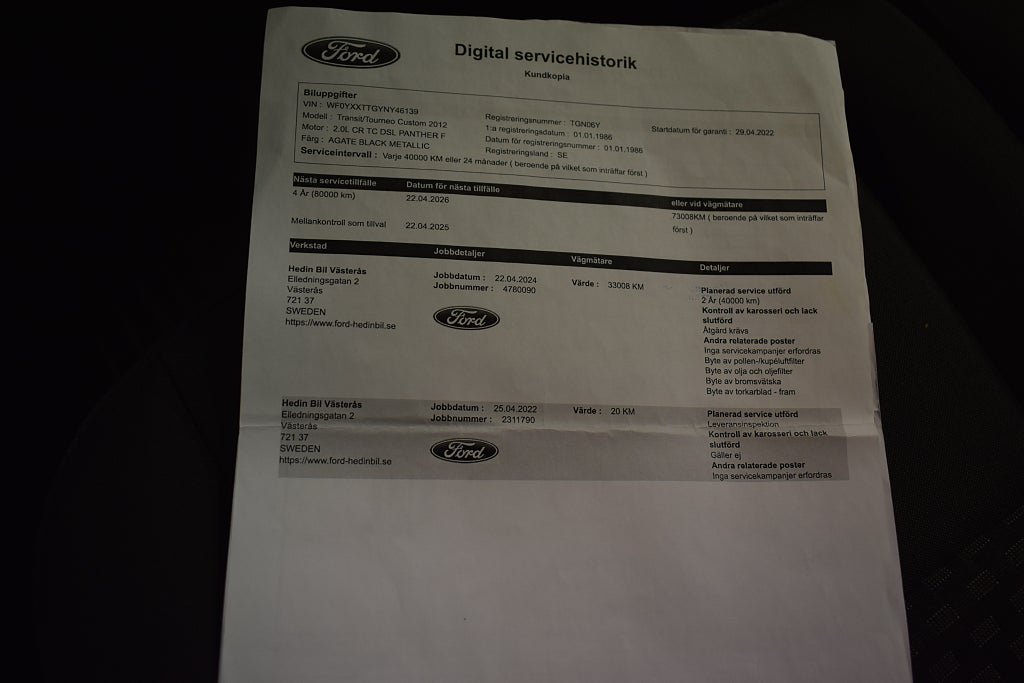 Ford
Digital servicehistorik
Kundkopia
Biluppgifter
VIN : WF0YXXTTGYNY46139
Modell : Transit/Tourneo Custom 2012
Motor : 2.0L CR TC DSL PANTHER F
Färg : AGATE BLACK METALLIC
Registreringsnummer : TGN06Y
1:a registreringsdatum : 01.01.1986
Datum för registreringsnummer : 01.01.1986
Registreringsland : SE
Startdatum för garanti : 29.04.2022
Serviceintervall : Varje 40000 KM eller 24 månader ( beroende på vilket som inträffar först )
Nästa servicetillfälle Datum för nästa tillfälle eller vid vägmätare
4 År (80000 km) 22.04.2026 73008KM ( beroende på vilket som inträffar
först )
Mellankontroll som tillval 22.04.2025
Verkstad Jobbdetaljer Vägmätare Detaljer
Hedin Bil Västerås
Elledningsgatan 2
Västerås
721 37
SWEDEN
https://www.ford-hedinbil.se
Jobbdatum : 22.04.2024
Jobbnummer : 4780090
Ford
Värde : 33008 KM
Planerad service utförd
2 År (40000 km)
Kontroll av karosseri och lack
slutförd
Åtgärd krävs
Andra relaterade poster
Inga servicekampanjer erfordras
Byte av pollen-/kupéluftfilter
Byte av olja och oljefilter
Byte av bromsvätska
Byte av torkarblad - fram
Hedin Bil Västerås
Elledningsgatan 2
Västerås
721 37
SWEDEN
https://www.ford-hedinbil.se
Jobbdatum : 25.04.2022
Jobbnummer : 2311790
Ford
Värde : 20 KM
Planerad service utförd
Leveransinspektion
Kontroll av karosseri och lack
slutförd
Gäller ej
Andra relaterade poster
Inga servicekampanjer erfordras